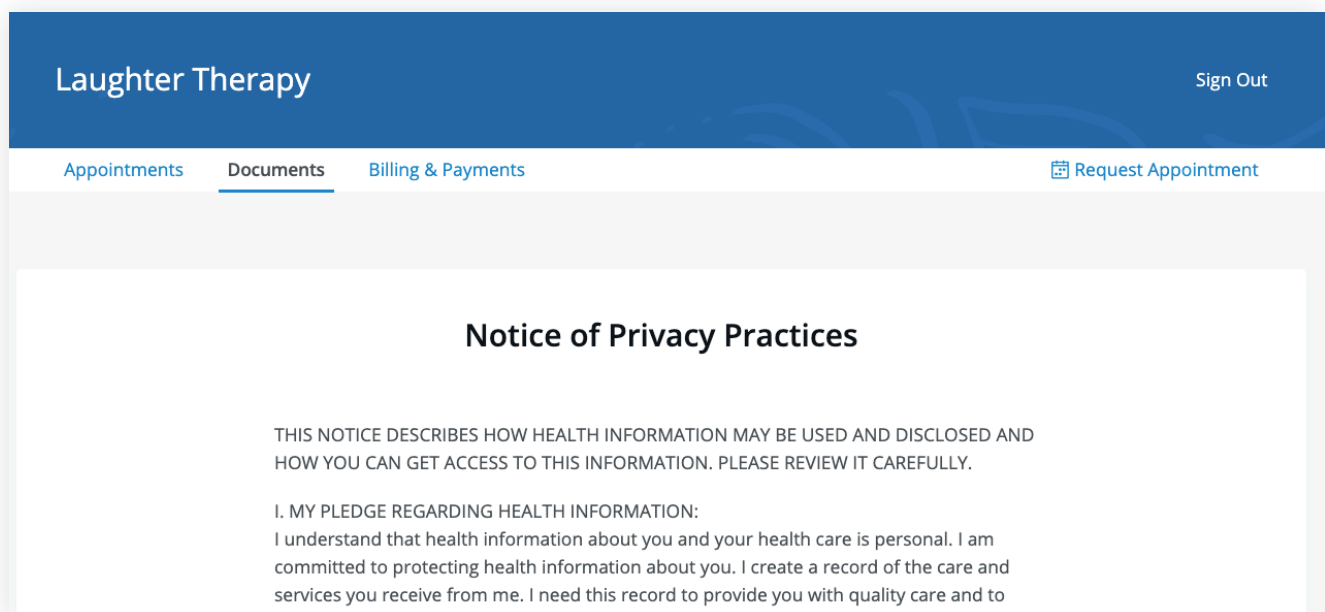 Laughter Therapy
Sign Out
Appointments
Documents
Billing & Payments
Request Appointment
Notice of Privacy Practices
THIS NOTICE DESCRIBES HOW HEALTH INFORMATION MAY BE USED AND DISCLOSED AND
HOW YOU CAN GET ACCESS TO THIS INFORMATION. PLEASE REVIEW IT CAREFULLY.
I. MY PLEDGE REGARDING HEALTH INFORMATION:
I understand that health information about you and your health care is personal. I am
committed to protecting health information about you. I create a record of the care and
services you receive from me. I need this record to provide you with quality care and to